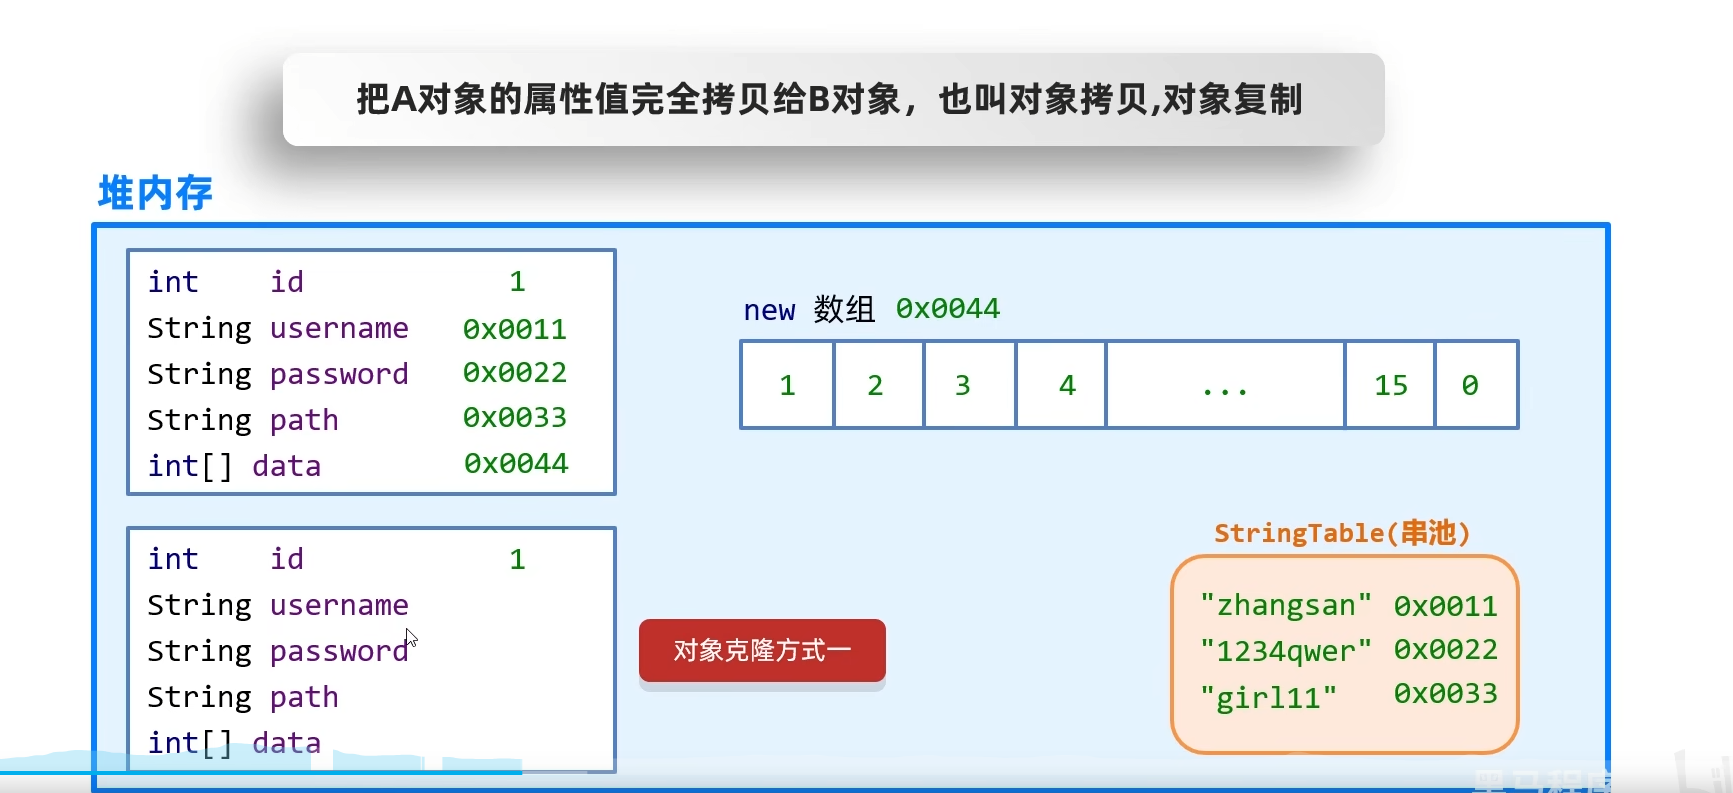 把A对象的属性值完全拷贝给B对象，也叫对象拷贝,对象复制
堆内存
int id 1
String username 0x0011
String password 0x0022
String path 0x0033
int[] data 0x0044
new 数组 0x0044
1 2 3 4 ... 15 0
int id 1
String username
String password
String path
int[] data
对象克隆方式一
StringTable(串池)
"zhangsan" 0x0011
"1234qwer" 0x0022
"girl11" 0x0033